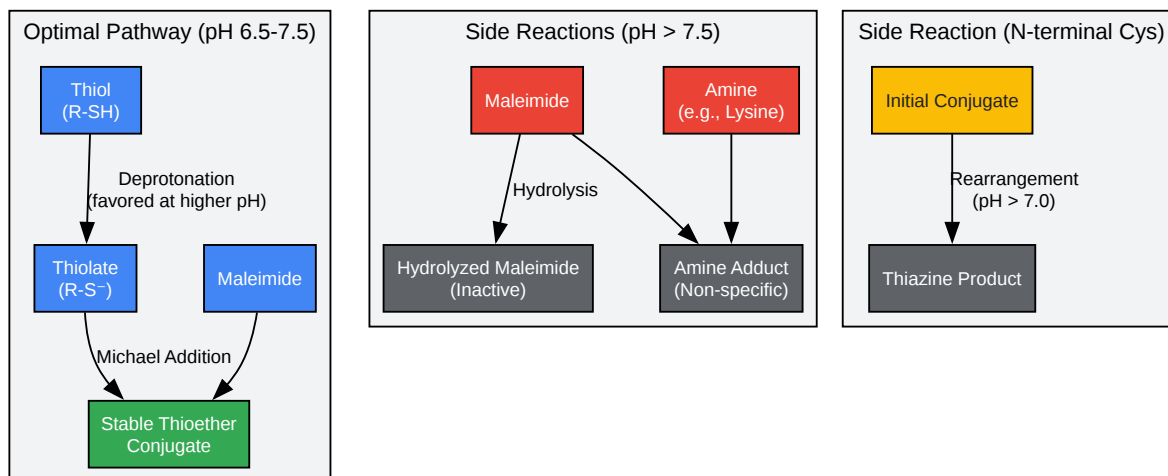 Optimal Pathway (pH 6.5-7.5)
Thiol
(R-SH)
Deprotonation
(favored at higher pH)
Thiolate
(R-S⁻)
Maleimide
Michael Addition
Stable Thioether
Conjugate
Side Reactions (pH > 7.5)
Maleimide
Amine
(e.g., Lysine)
Hydrolysis
Hydrolyzed Maleimide
(Inactive)
Amine Adduct
(Non-specific)
Side Reaction (N-terminal Cys)
Initial Conjugate
Rearrangement
(pH > 7.0)
Thiazine Product